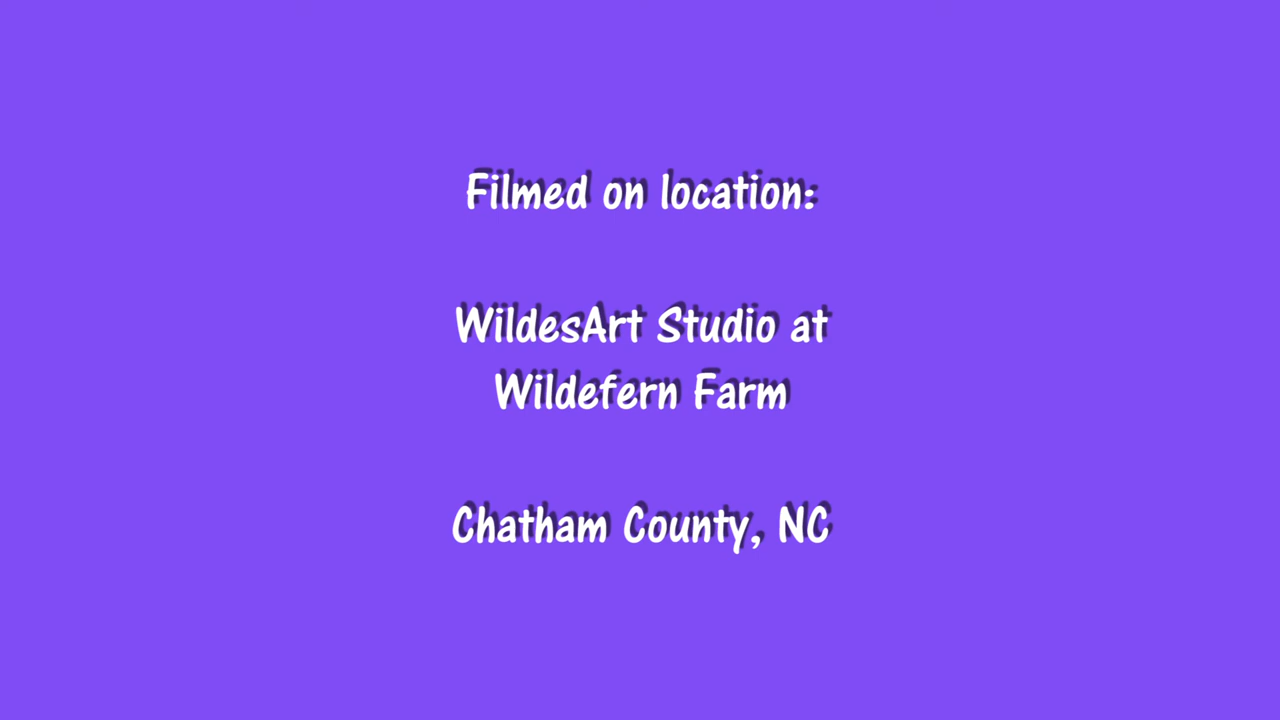 Filmed on location:
WildesArt Studio at
Wildefern Farm
Chatham County, NC